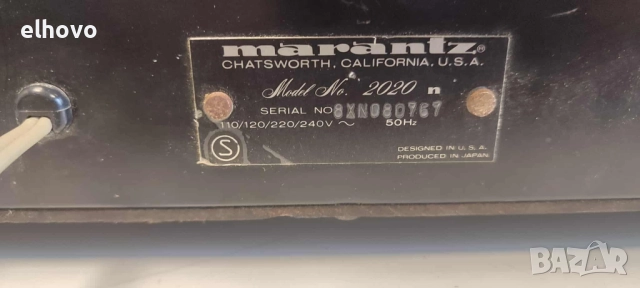 elhovo
marantz®
CHATSWORTH, CALIFORNIA, U.S.A.
Model No. 2020 n
SERIAL NO
110/120/220/240V ~ 50Hz
S
DESIGNED IN U.S.A.
PRODUCED IN JAPAN
BAZAR